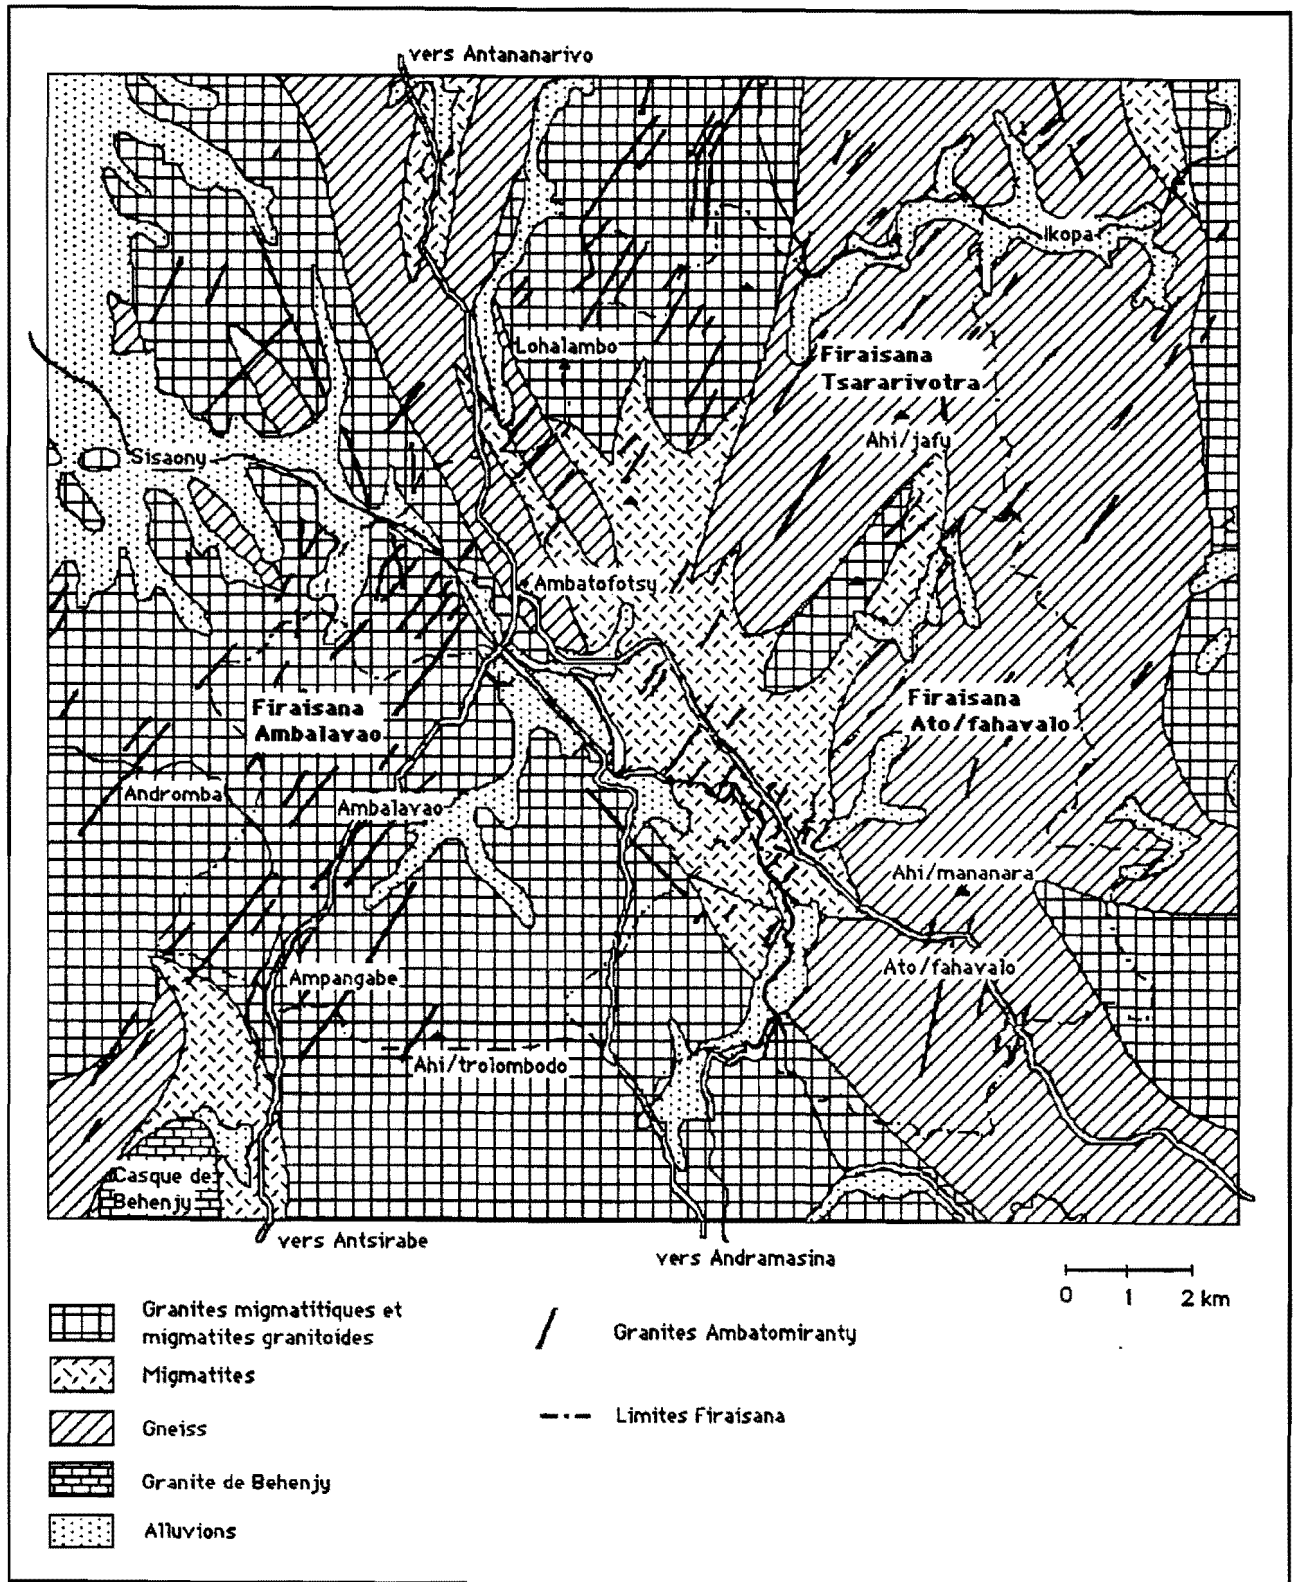 vers Antananarivo
Ikopa
Lohalambo
Firaisana
Tsararivotra
Ahi/jafy
Sisaony
Ambatofotsy
Firaisana
Ambalavao
Firaisana
Ato/fahavalo
Andromba
Ambalavao
Ahi/mananara
Ampangabe
Ato/fahavalo
Ahi/trolombodo
Casque de
Behenjy
vers Antsirabe
vers Andramasina
0 1 2 km
Granites migmatitiques et
migmatites granitoïdes
Granites Ambatomiranty
Migmatites
Limites Firaisana
Gneiss
Granite de Behenjy
Alluvions